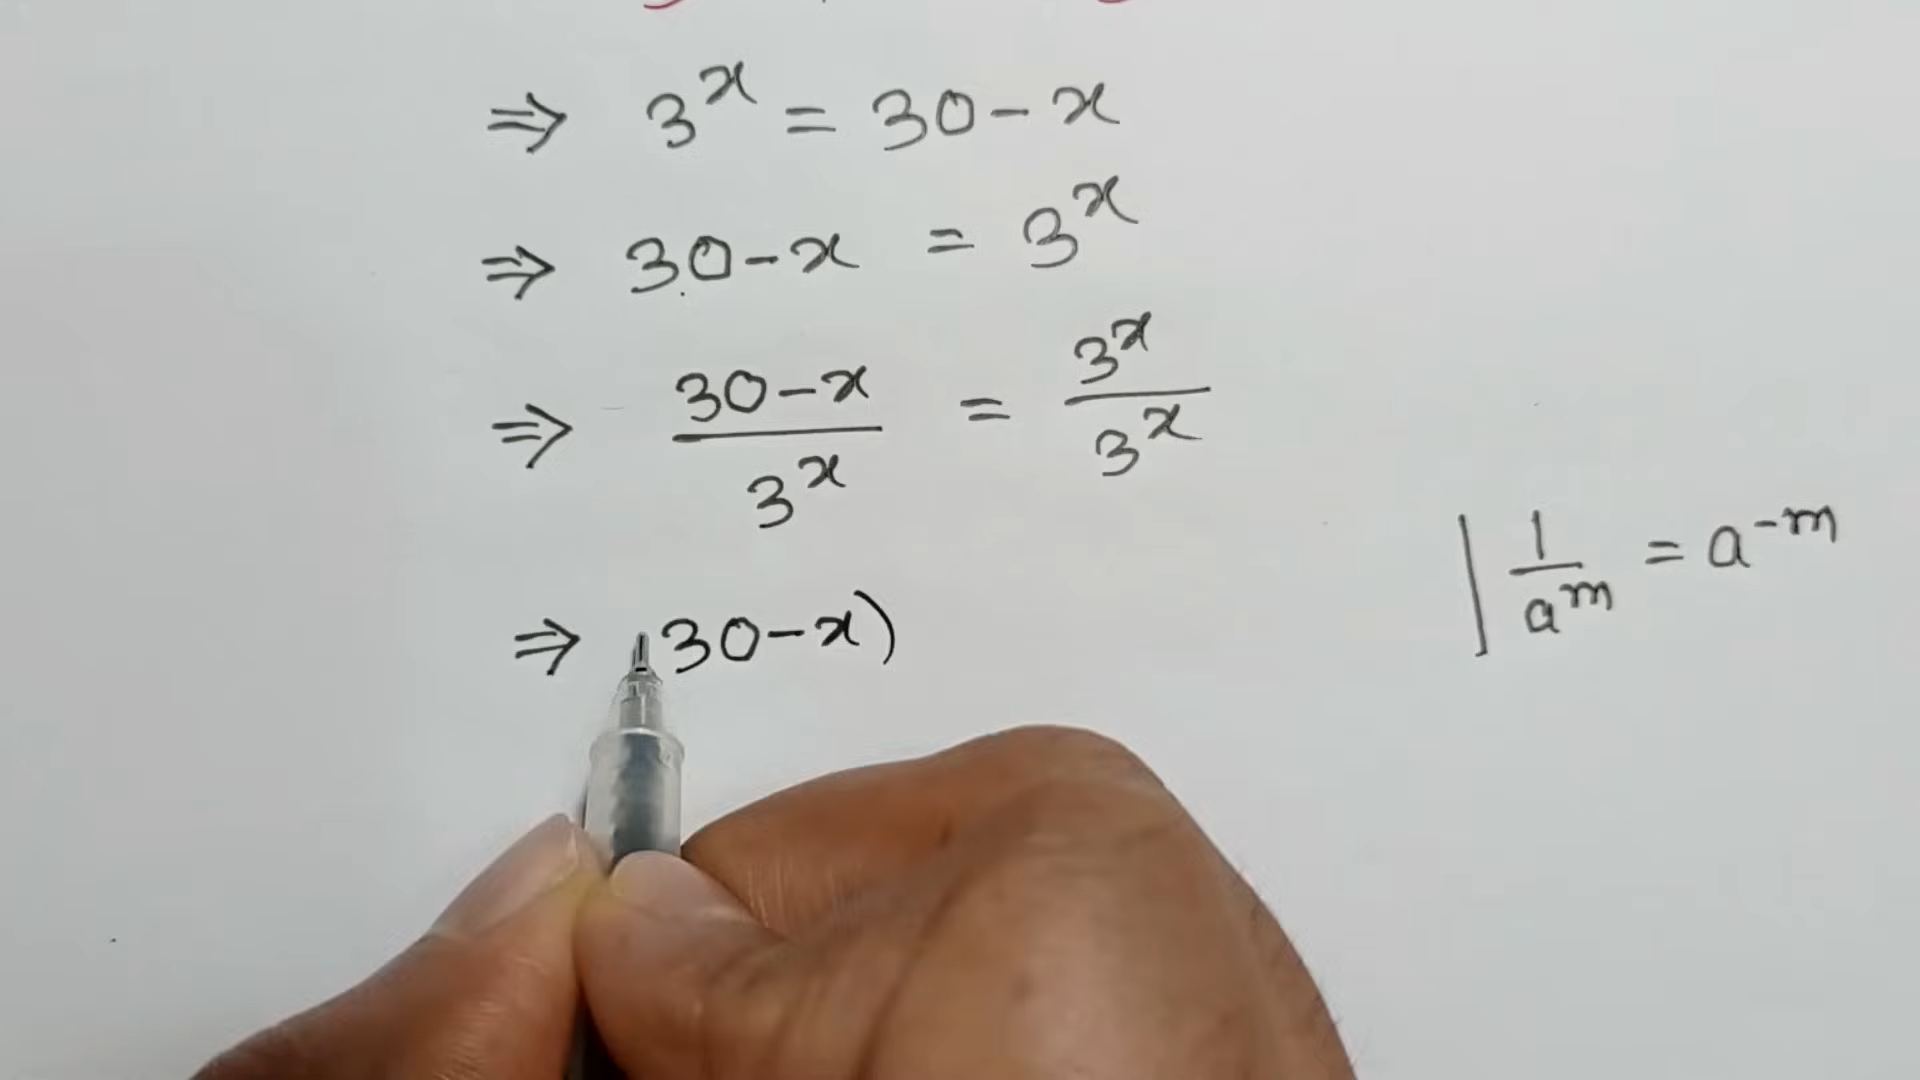 ⇒ 3^x = 30 - x
⇒ 30 - x = 3^x
⇒ (30 - x)/(3^x) = 3^x/3^x
| 1/a^m = a^-m
⇒ 30 - x)